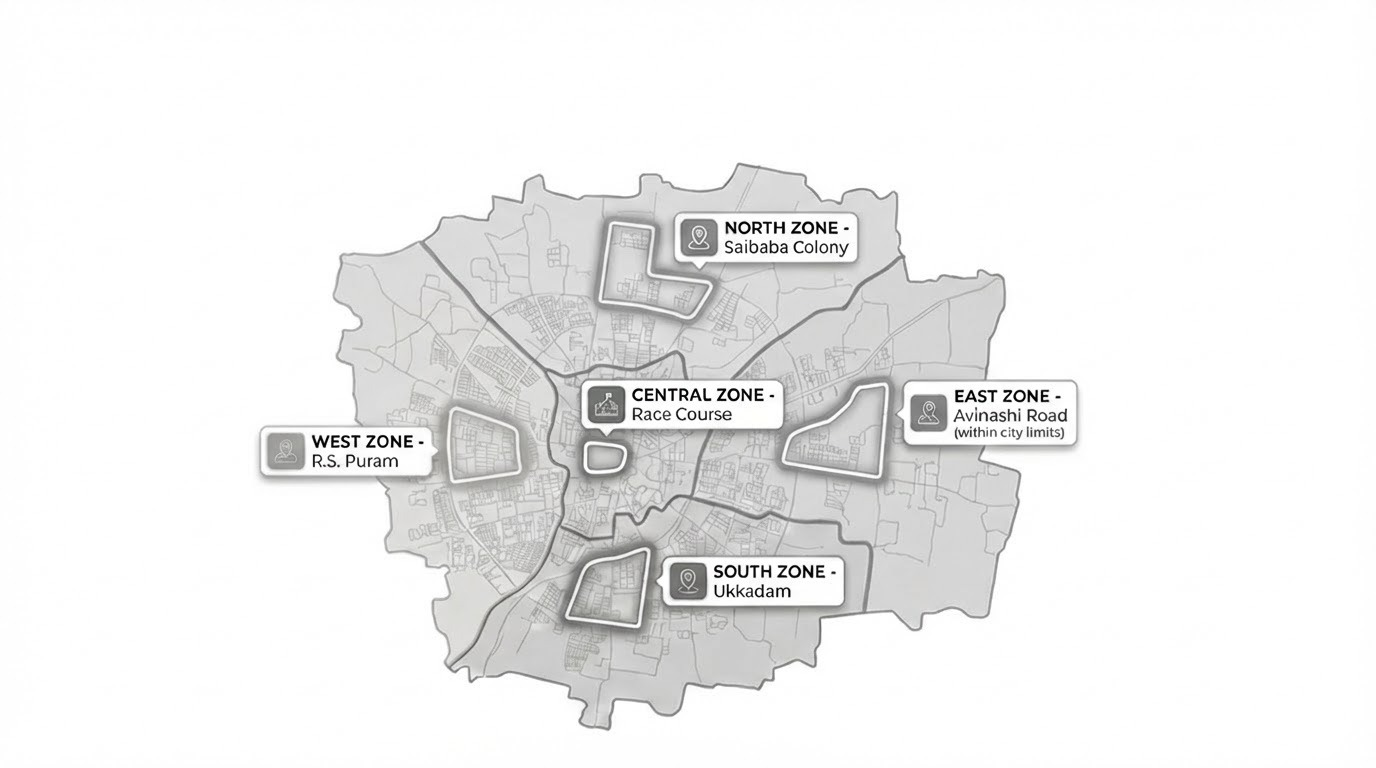 NORTH ZONE -
Saibaba Colony
CENTRAL ZONE -
Race Course
EAST ZONE -
Avinashi Road
(within city limits)
WEST ZONE -
R.S. Puram
SOUTH ZONE -
Ukkadam